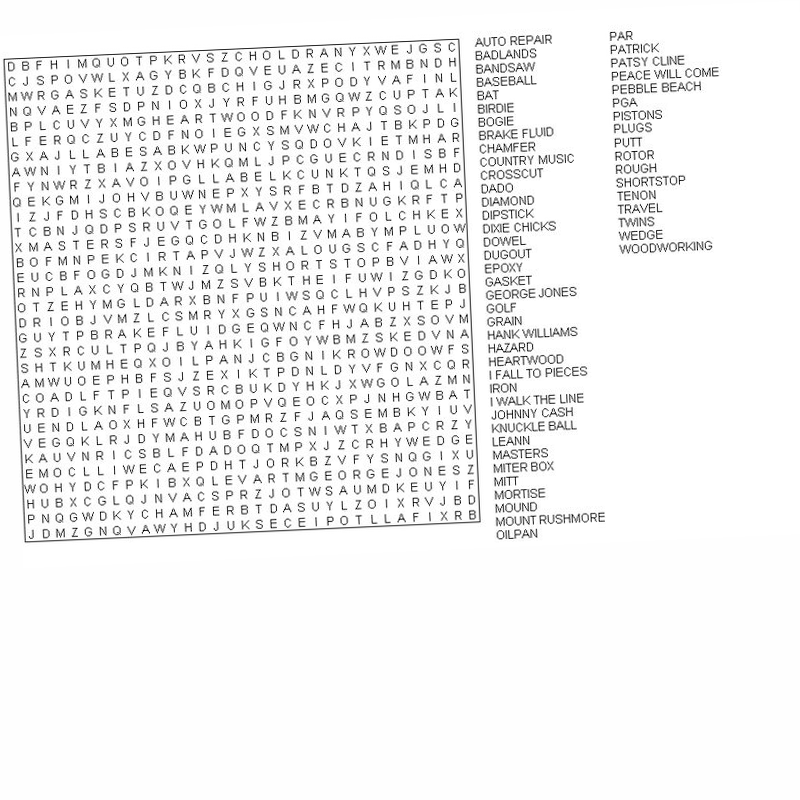 D B F H I M Q U O T P K R V S Z C H O L D R A N Y X W E J G S C
C J S P O V W L X A G Y B K F D Q V E U A Z E C I T R M B N D H
M W R G A S K E T U Z D C Q B C H I G J R X P O D Y V A F I N L
N Q V A E Z F S D P N I O X J Y R F U H B M G Q W Z C U P T A K
B P L C U V Y X M G H E A R T W O O D F K N V R P Y Q S O J L I
L F E R Q C Z U Y C D F N O I E G X S M V W C H A J T B K P D G
G X A J L L A B E S A B K W P U N C Y S Q D O V K I E T M H A R
A W N I Y T B I A Z X O V H K Q M L J P C G U E C R N D I S B F
F Y N W R Z X A V O I P G L L A B E L K C U N K T Q S J E M H D
Q E K G M I J O H V B U W N E P X Y S R F B T D Z A H I Q L C A
I Z J F D H S C B K O Q E Y W M L A V X E C R B N U G K R F T P
T C B N J Q D P S R U V T G O L F W Z B M A Y I F O L C H K E X
X M A S T E R S F J E G Q C D H K N B I Z V M A B Y M P L U O W
B O F M N P E K C I R T A P V J W Z X A L O U G S C F A D H Y Q
E U C B F O G D J M K N I Z Q L Y S H O R T S T O P B V I A W X
R N P L A X C Y Q B T W J M Z S V B K T H E I F U W I Z G D K O
O T Z E H Y M G L D A R X B N F P U I W S Q C L H V P S Z K J B
D R I O B J V M Z L C S M R Y X G S N C A H F W Q K U H T E P J
G U Y T P B R A K E F L U I D G E Q W N C F H J A B Z X S O V M
Z S X R C U L T P Q J B Y A H K I G F O Y W B M Z S K E D V N A
S H T K U M H E Q X O I L P A N J C B G N I K R O W D O O W F S
A M W U O E P H B F S J Z E X I K T P D N L D Y V F G N X C Q R
C O A D L F T P I E Q V S R C B U K D Y H K J X W G O L A Z M N
Y R D I G K N F L S A Z U O M O P V Q E O C X P J N H G W B A T
U E N D L A O X H F W C B T G P M R Z F J A Q S E M B K Y I U V
V E G Q K L R J D Y M A H U B F D O C S N I W T X B A P C R Z Y
K A U V N R I C S B L F D A D O Q T M P X J Z C R H Y W E D G E
E M O C L L I W E C A E P D H T J O R K B Z V F Y S N Q G I X U
W O H Y D C F P K I B X Q L E V A R T M G E O R G E J O N E S Z
H U B X C G L Q J N V A C S P R Z J O T W S A U M D K E U Y I F
P N Q G W D K Y C H A M F E R B T D A S U Y L Z O I X R V J B D
J D M Z G N Q V A W Y H D J U K S E C E I P O T L L A F I X R B
AUTO REPAIR
BADLANDS
BANDSAW
BASEBALL
BAT
BIRDIE
BOGIE
BRAKE FLUID
CHAMFER
COUNTRY MUSIC
CROSSCUT
DADO
DIAMOND
DIPSTICK
DIXIE CHICKS
DOWEL
DUGOUT
EPOXY
GASKET
GEORGE JONES
GOLF
GRAIN
HANK WILLIAMS
HAZARD
HEARTWOOD
I FALL TO PIECES
IRON
I WALK THE LINE
JOHNNY CASH
KNUCKLE BALL
LEANN
MASTERS
MITER BOX
MITT
MORTISE
MOUND
MOUNT RUSHMORE
OILPAN
PAR
PATRICK
PATSY CLINE
PEACE WILL COME
PEBBLE BEACH
PGA
PISTONS
PLUGS
PUTT
ROTOR
ROUGH
SHORTSTOP
TENON
TRAVEL
TWINS
WEDGE
WOODWORKING